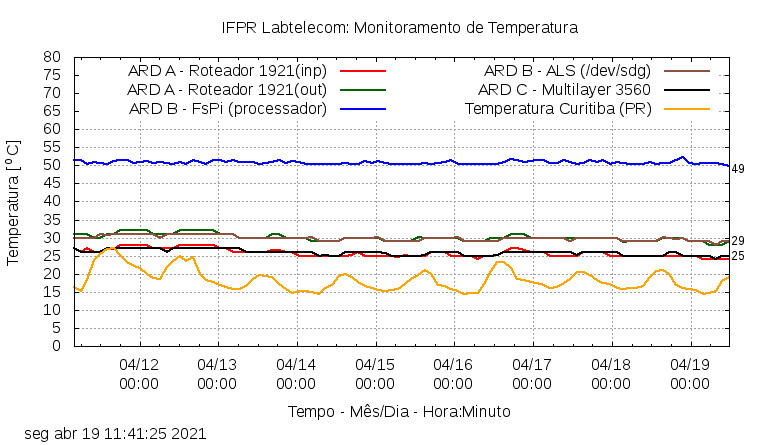 IFPR Labtelecom: Monitoramento de Temperatura
80
75
70
65
60
55
50
45
40
35
30
25
20
15
10
5
0
Temperatura [ºC]
ARD A - Roteador 1921(inp)
ARD A - Roteador 1921(out)
ARD B - FsPi (processador)
ARD B - ALS (/dev/sdg)
ARD C - Multilayer 3560
Temperatura Curitiba (PR)
49
29
25
04/12 04/13 04/14 04/15 04/16 04/17 04/18 04/19
00:00 00:00 00:00 00:00 00:00 00:00 00:00 00:00
Tempo - Mês/Dia - Hora:Minuto
seg abr 19 11:41:25 2021